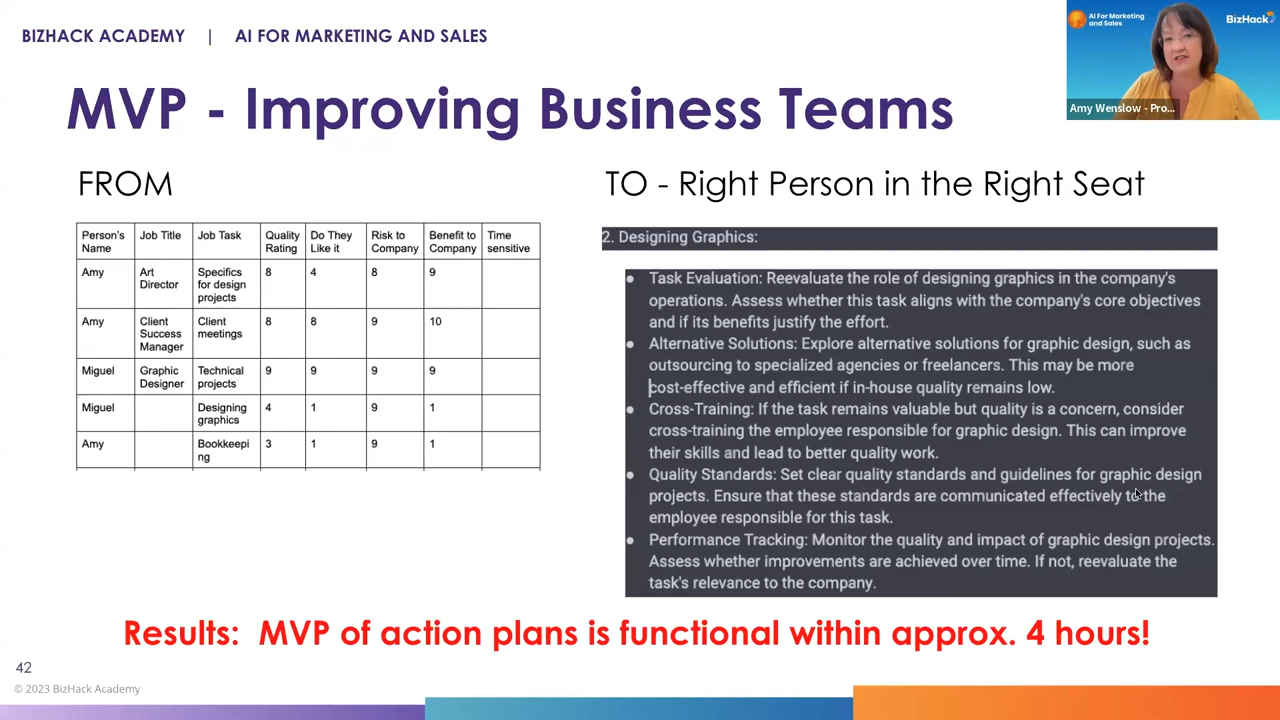 BIZHACK ACADEMY | AI FOR MARKETING AND SALES
AI For Marketing
and Sales
BizHack
Amy Wenslow - Pro...
MVP - Improving Business Teams
FROM
TO - Right Person in the Right Seat
Person's Name | Job Title | Job Task | Quality Rating | Do They Like it | Risk to Company | Benefit to Company | Time sensitive
Amy | Art Director | Specifics for design projects | 8 | 4 | 8 | 9
Amy | Client Success Manager | Client meetings | 8 | 8 | 9 | 10
Miguel | Graphic Designer | Technical projects | 9 | 9 | 9 | 9
Miguel | Designing graphics | 4 | 1 | 9 | 1
Amy | Bookkeeping | 3 | 1 | 9 | 1
2. Designing Graphics:
● Task Evaluation: Reevaluate the role of designing graphics in the company's
operations. Assess whether this task aligns with the company's core objectives
and if its benefits justify the effort.
● Alternative Solutions: Explore alternative solutions for graphic design, such as
outsourcing to specialized agencies or freelancers. This may be more
cost-effective and efficient if in-house quality remains low.
● Cross-Training: If the task remains valuable but quality is a concern, consider
cross-training the employee responsible for graphic design. This can improve
their skills and lead to better quality work.
● Quality Standards: Set clear quality standards and guidelines for graphic design
projects. Ensure that these standards are communicated effectively to the
employee responsible for this task.
● Performance Tracking: Monitor the quality and impact of graphic design projects.
Assess whether improvements are achieved over time. If not, reevaluate the
task's relevance to the company.
Results: MVP of action plans is functional within approx. 4 hours!
42
© 2023 BizHack Academy